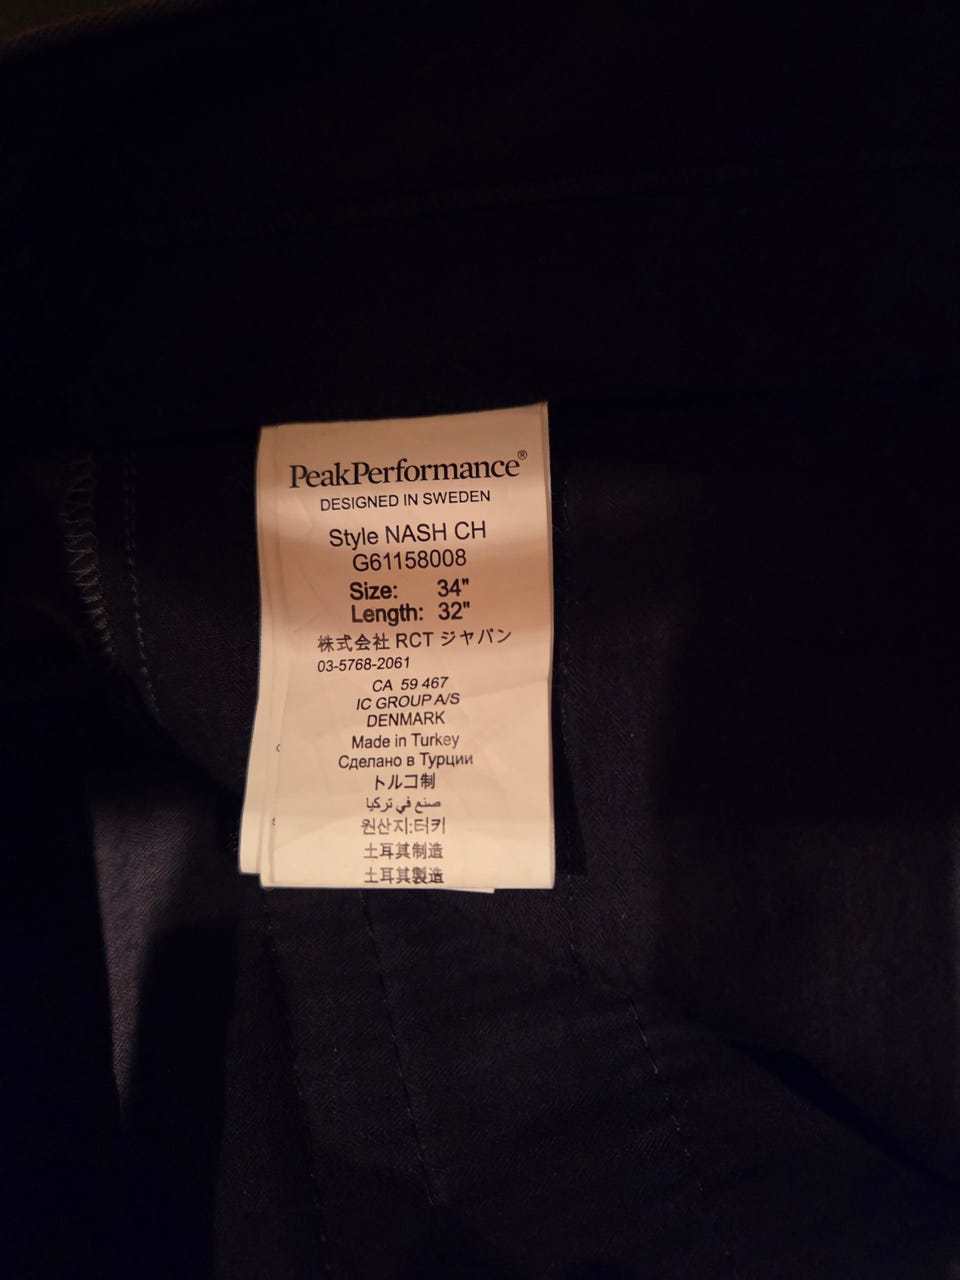 PeakPerformance®
DESIGNED IN SWEDEN
Style NASH CH
G61158008
Size: 34"
Length: 32"
株式会社 RCT ジャパン
03-5768-2061
CA 59 467
IC GROUP A/S
DENMARK
Made in Turkey
Сделано в Турции
トルコ制
صنع في تركيا
원산지:터키
土耳其制造
土耳其製造